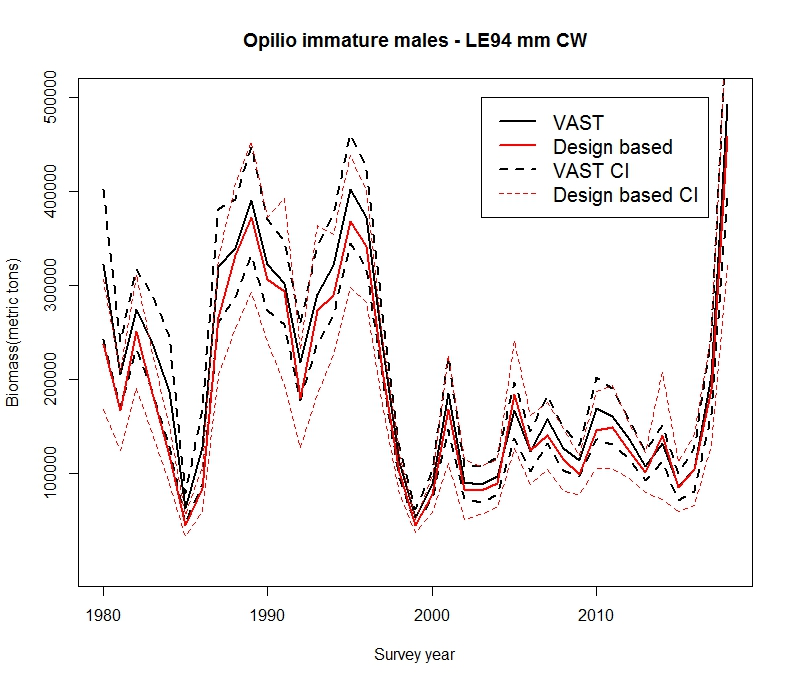 Opilio immature males - LE94 mm CW
Biomass(metric tons)
500000
400000
300000
200000
100000
VAST
Design based
VAST CI
Design based CI
1980 1990 2000 2010
Survey year